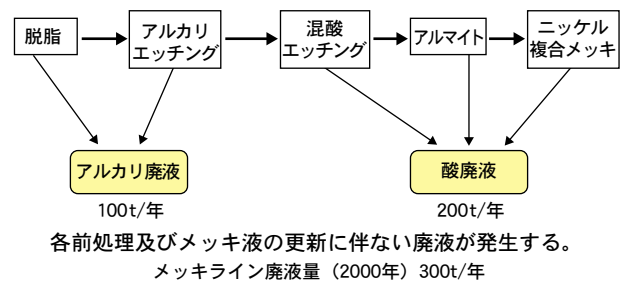 脱脂
アルカリ
エッチング
混酸
エッチング
アルマイト
ニッケル
複合メッキ
アルカリ廃液
酸廃液
100t/年
200t/年
各前処理及びメッキ液の更新に伴ない廃液が発生する。
メッキライン廃液量（2000年）300t/年